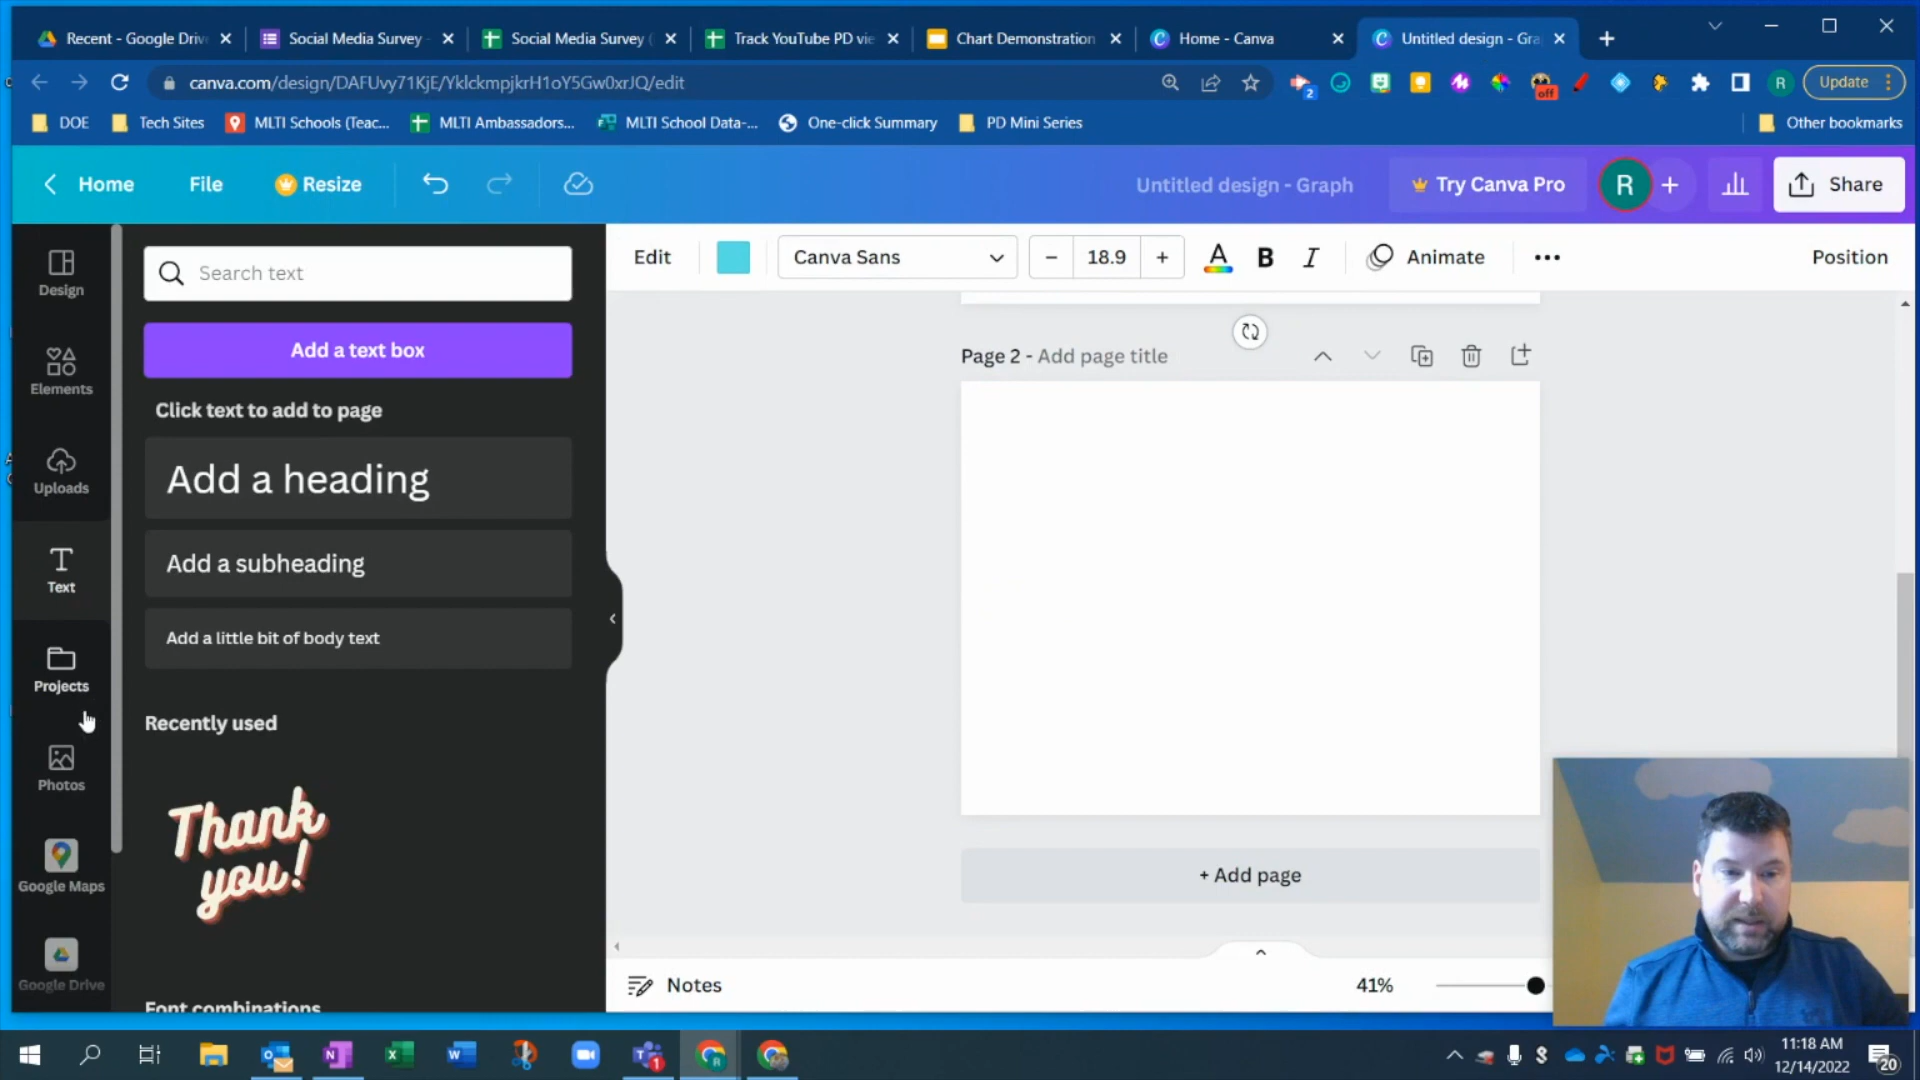 Recent - Google Driv
Social Media Survey -
Social Media Survey (
Track YouTube PD vie
Chart Demonstration
Home - Canva
Untitled design - Gra
canva.com/design/DAFUvy71KjE/YklckmpjkrH1oY5Gw0xrJQ/edit
2
off
R
Update
DOE
Tech Sites
MLTI Schools (Teac...
MLTI Ambassadors...
MLTI School Data-...
One-click Summary
PD Mini Series
Other bookmarks
Home
File
Resize
Untitled design - Graph
Try Canva Pro
R
Share
Design
Elements
Uploads
Text
Projects
Photos
Google Maps
Google Drive
Search text
Add a text box
Click text to add to page
Add a heading
Add a subheading
Add a little bit of body text
Recently used
Thank
you!
Font combinations
Edit
Canva Sans
18.9
A
B
I
Animate
Position
Page 2 - Add page title
+ Add page
Notes
41%
11:18 AM
12/14/2022
20